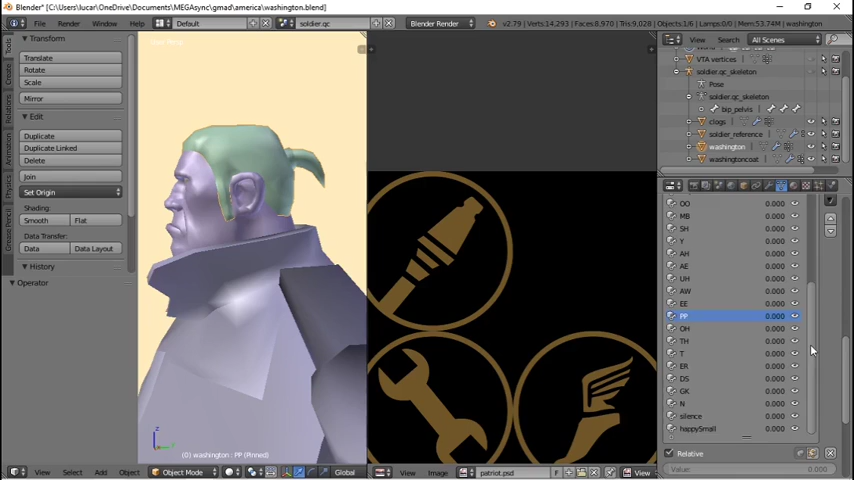 Blender* [C:\Users\lucar\OneDrive\Documents\MEGAsync\gmad\america\washington.blend]
File Render Window Help Default soldier.qc Blender Render v2.79 | Verts:14,293 | Faces:8,970 | Tris:9,028 | Objects:1/6 | Lamps:0/0 | Mem:53.74M | washington
Tools
Create
Relations
Animation
Physics
Grease Pencil
Transform
Translate
Rotate
Scale
Mirror
Edit
Duplicate
Duplicate Linked
Delete
Join
Set Origin
Shading:
Smooth Flat
Data Transfer:
Data Data Layout
History
Operator
(0) washington : PP (Pinned)
View Select Add Object Object Mode Global
View Image patriot.psd F View
View Search All Scenes
VTA vertices
soldier.qc_skeleton
Pose
soldier.qc_skeleton
bip_pelvis
clogs
soldier_reference
washington
washingtoncoat
OO 0.000
MB 0.000
SH 0.000
Y 0.000
AH 0.000
AE 0.000
UH 0.000
AW 0.000
EE 0.000
PP 0.000
OH 0.000
TH 0.000
T 0.000
ER 0.000
DS 0.000
GK 0.000
N 0.000
silence 0.000
happySmall 0.000
Relative
Value: 0.000